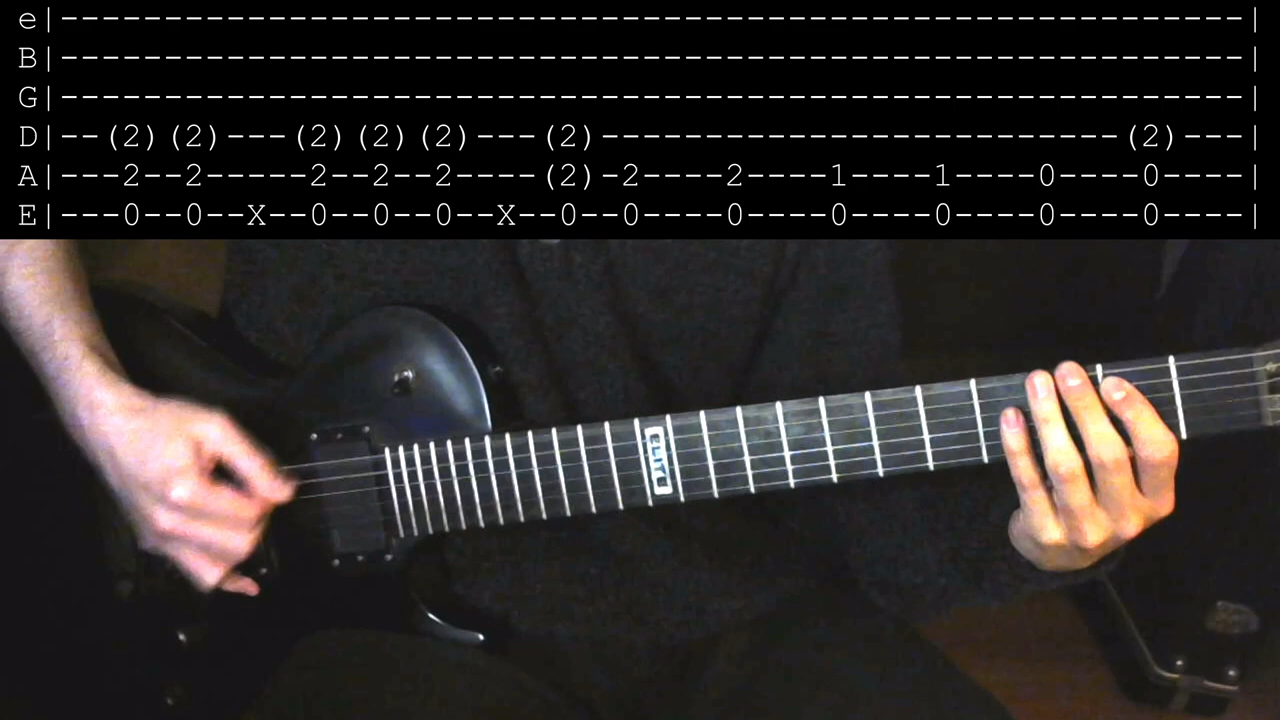 e|---------------------------------------------------------|
B|---------------------------------------------------------|
G|---------------------------------------------------------|
D|--(2)(2)---(2)(2)(2)---(2)-------------------------(2)---|
A|---2--2-----2--2--2----(2)-2----2----1----1----0----0----|
E|---0--0--X--0--0--0--X--0--0----0----0----0----0----0----|
ELITE